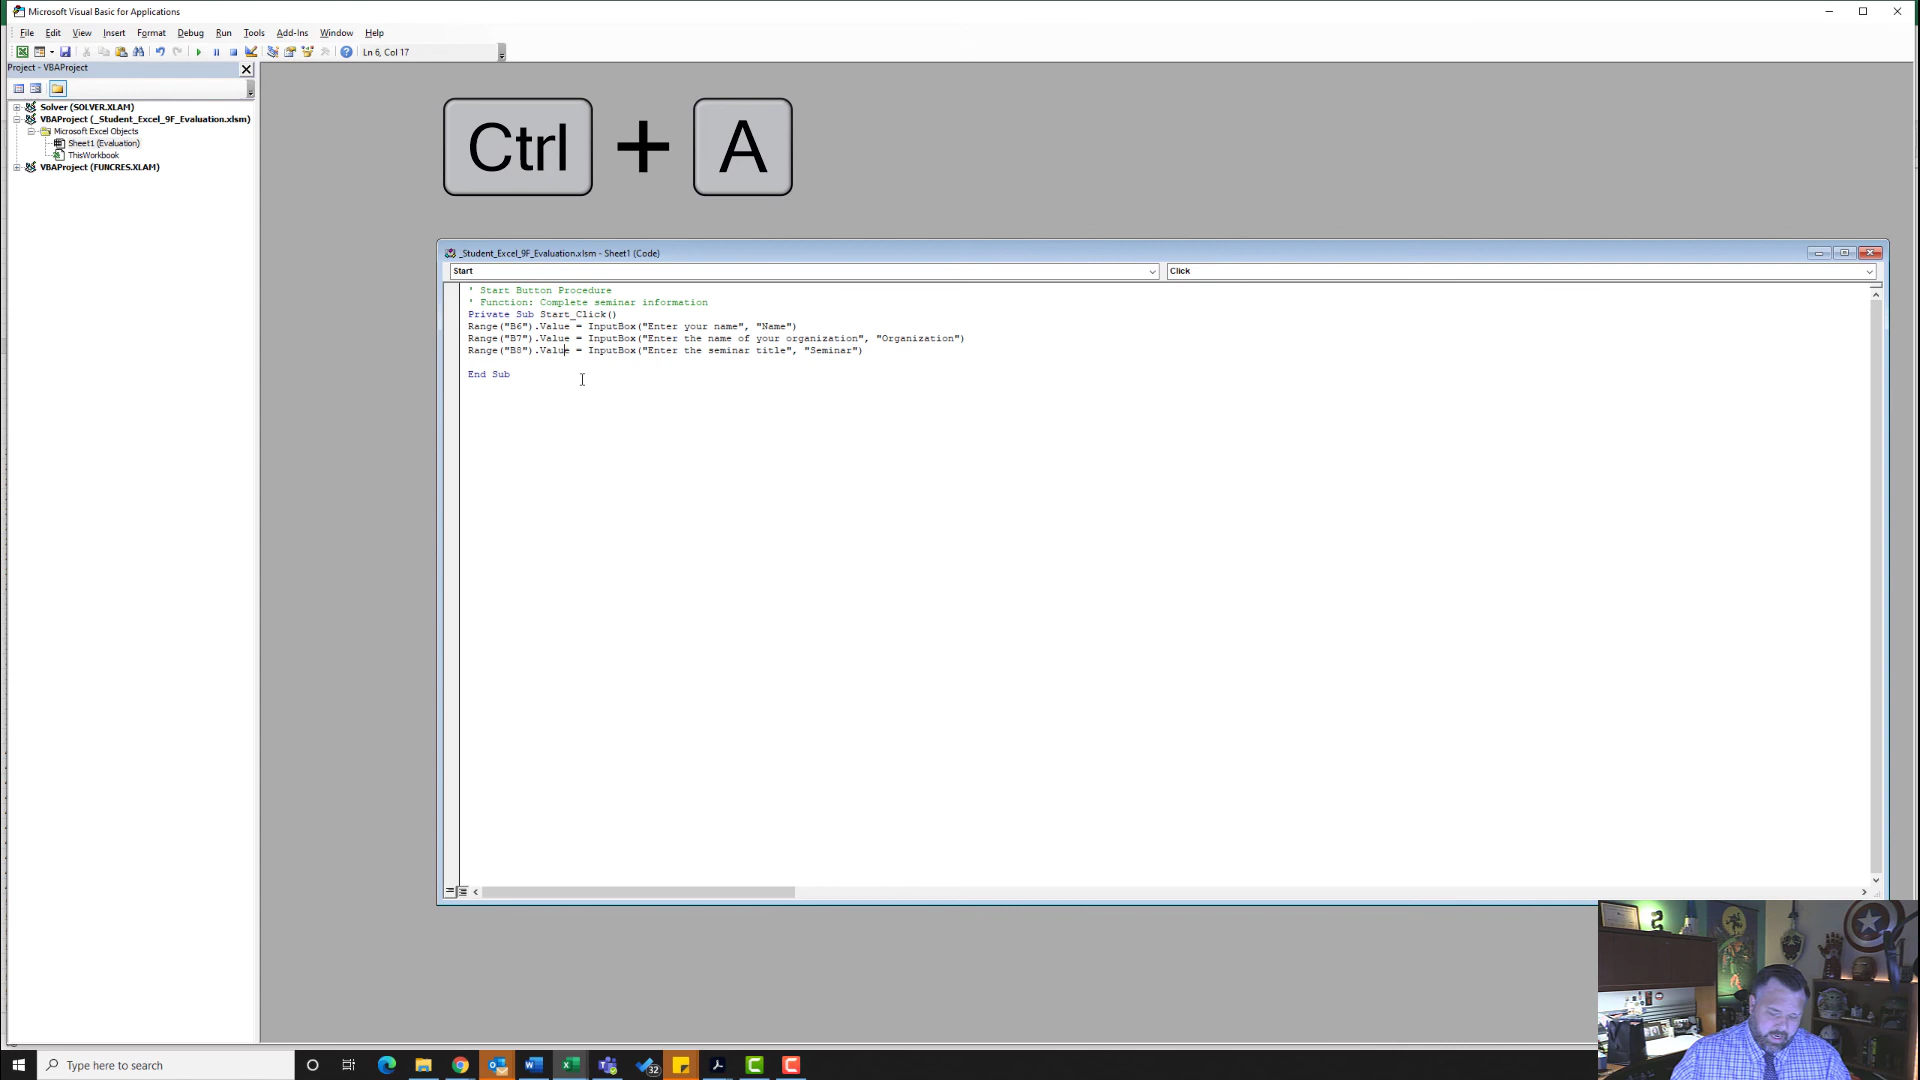 Microsoft Visual Basic for Applications
File Edit View Insert Format Debug Run Tools Add-Ins Window Help
Ln 6, Col 17
Project - VBAProject
Solver (SOLVER.XLAM)
VBAProject (_Student_Excel_9F_Evaluation.xlsm)
Microsoft Excel Objects
Sheet1 (Evaluation)
ThisWorkbook
VBAProject (FUNCRES.XLAM)
Ctrl + A
_Student_Excel_9F_Evaluation.xlsm - Sheet1 (Code)
Start Click
' Start Button Procedure
' Function: Complete seminar information
Private Sub Start_Click()
Range("B6").Value = InputBox("Enter your name", "Name")
Range("B7").Value = InputBox("Enter the name of your organization", "Organization")
Range("B8").Value = InputBox("Enter the seminar title", "Seminar")
End Sub
Type here to search
32